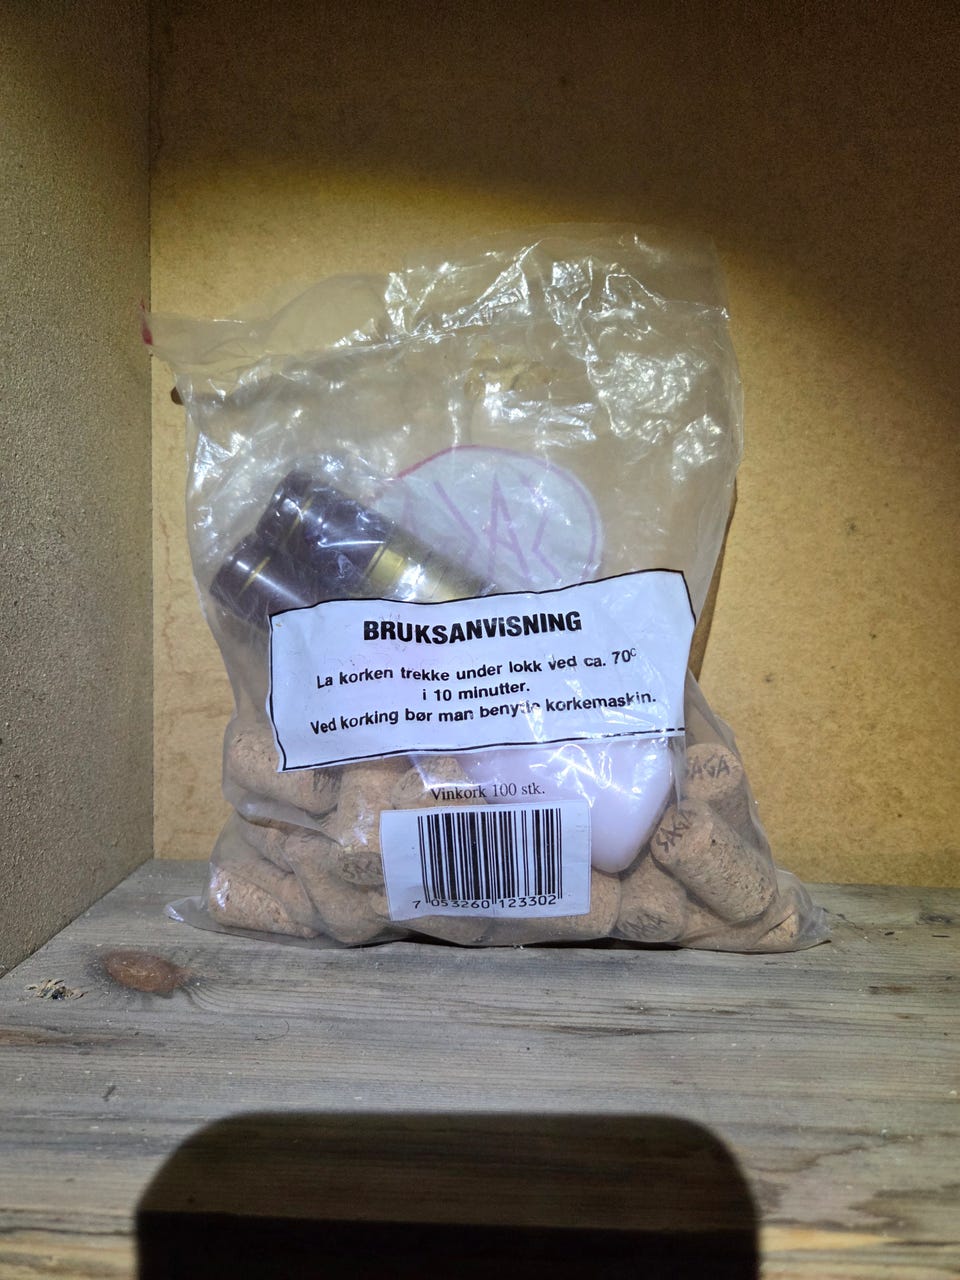 BRUKSANVISNING
La korken trekke under lokk ved ca. 70c
i 10 minutter.
Ved korking bør man benytte korkemaskin.
Vinkork 100 stk.
7 053260 123302
SAGA
SAGA